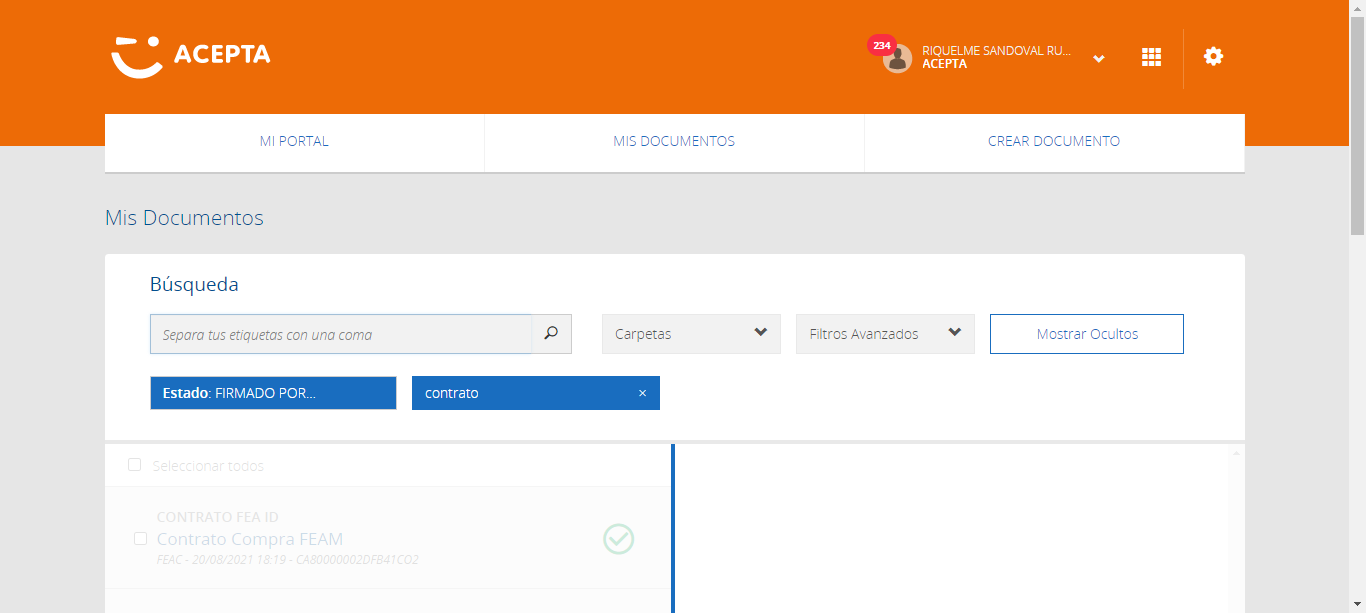 ACEPTA
234
RIQUELME SANDOVAL RU...
ACEPTA
MI PORTAL
MIS DOCUMENTOS
CREAR DOCUMENTO
Mis Documentos
Búsqueda
Separa tus etiquetas con una coma
Carpetas
Filtros Avanzados
Mostrar Ocultos
Estado: FIRMADO POR...
contrato ×
Seleccionar todos
CONTRATO FEA ID
Contrato Compra FEAM
FEAC - 20/08/2021 18:19 - CA80000002DFB41CO2